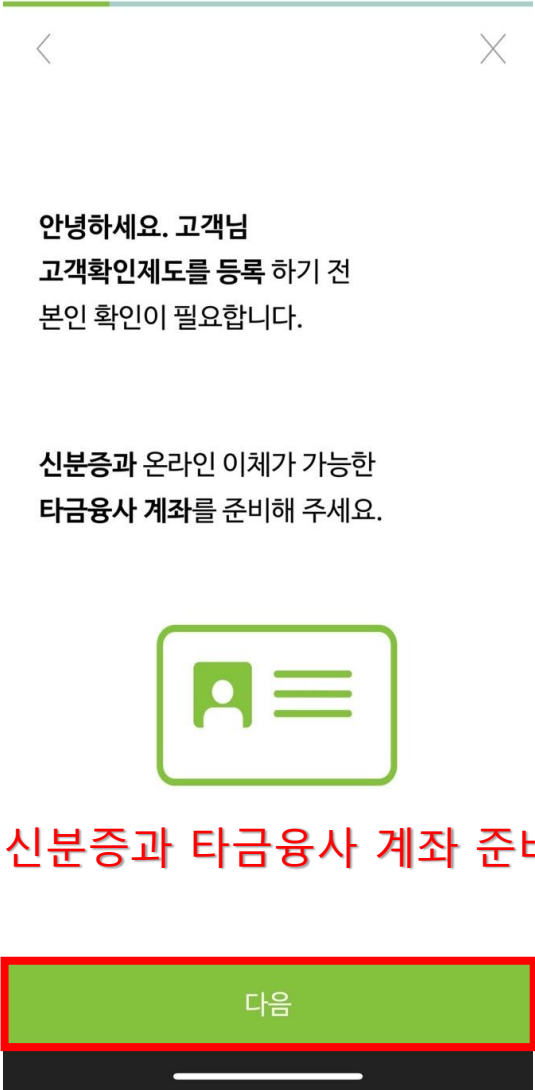 안녕하세요. 고객님
고객확인제도를 등록 하기 전
본인 확인이 필요합니다.
신분증과 온라인 이체가 가능한
타금융사 계좌를 준비해 주세요.
신분증과 타금융사 계좌
다음